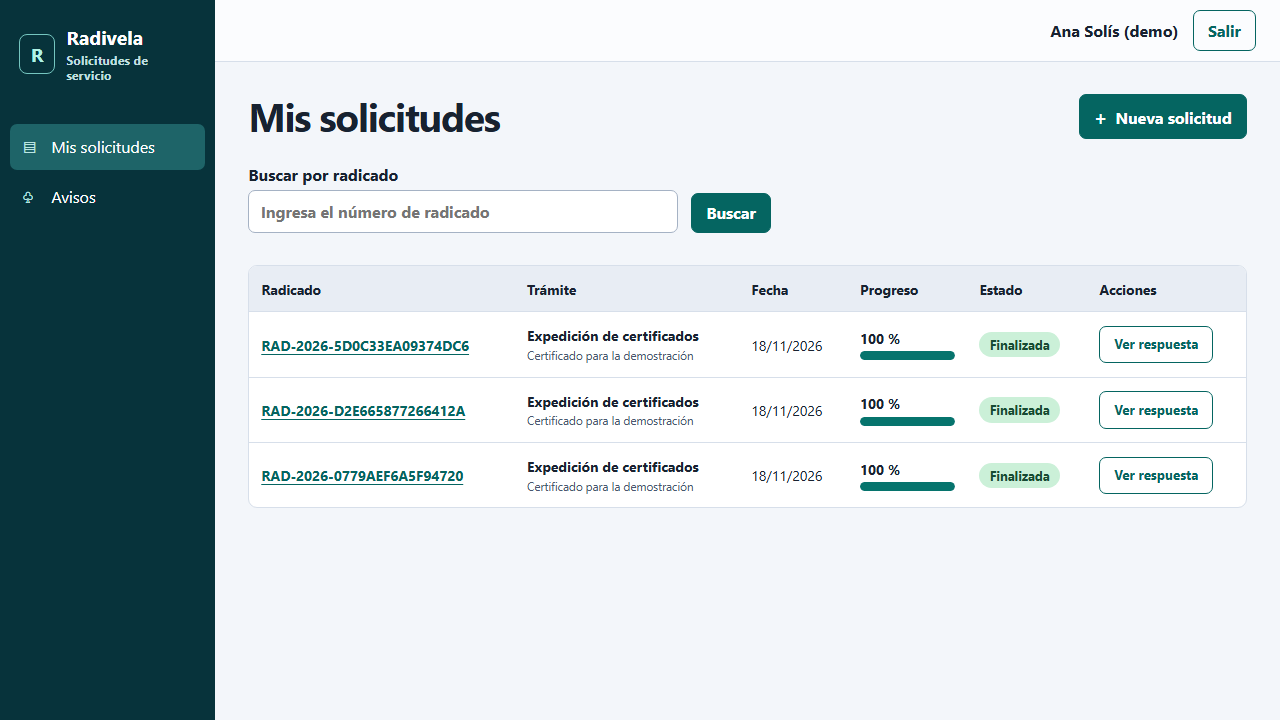 R
Radivela
Solicitudes de
servicio
Mis solicitudes
Avisos
Ana Solís (demo)
Salir
Mis solicitudes
+ Nueva solicitud
Buscar por radicado
Ingresa el número de radicado
Buscar
Radicado Trámite Fecha Progreso Estado Acciones
RAD-2026-5D0C33EA09374DC6 Expedición de certificados 18/11/2026 100 % Finalizada Ver respuesta
Certificado para la demostración
RAD-2026-D2E665877266412A Expedición de certificados 18/11/2026 100 % Finalizada Ver respuesta
Certificado para la demostración
RAD-2026-0779AEF6A5F94720 Expedición de certificados 18/11/2026 100 % Finalizada Ver respuesta
Certificado para la demostración